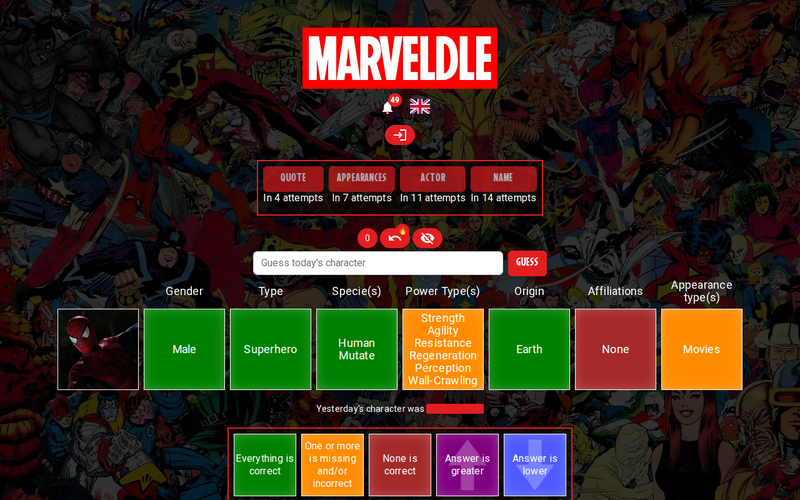 MARVELDLE
49
QUOTE APPEARANCES ACTOR NAME
In 4 attempts In 7 attempts In 11 attempts In 14 attempts
0
Guess today's character GUESS
Gender Type Specie(s) Power Type(s) Origin Affiliations Appearance
type(s)
Male
Superhero
Human
Mutate
Strength
Agility
Resistance
Regeneration
Perception
Wall-Crawling
Earth
None
Movies
Yesterday's character was
Everything is
correct
One or more
is missing
and/or
incorrect
None is
correct
Answer is
greater
Answer is
lower